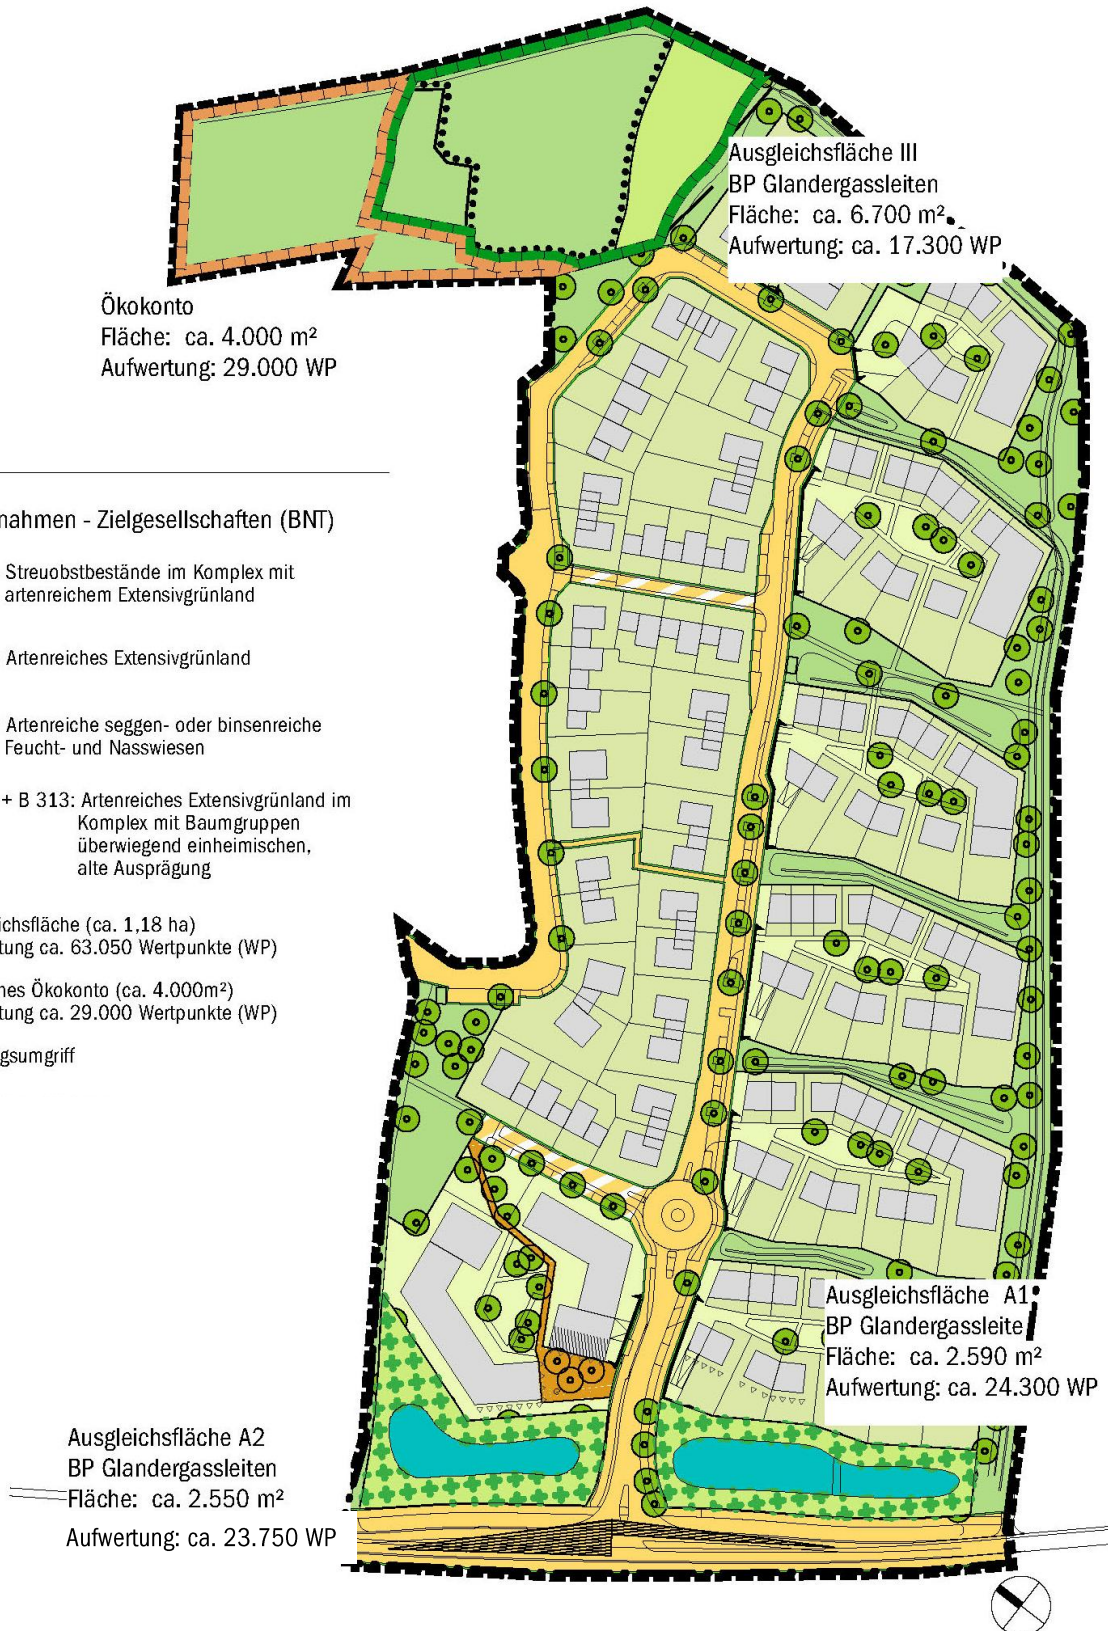 Ausgleichsfläche III
BP Glandergassleiten
Fläche: ca. 6.700 m²
Aufwertung: ca. 17.300 WP
Ökokonto
Fläche: ca. 4.000 m²
Aufwertung: 29.000 WP
nahmen - Zielgesellschaften (BNT)
Streuobstbestände im Komplex mit
artenreichem Extensivgrünland
Artenreiches Extensivgrünland
Artenreiche seggen- oder binsenreiche
Feucht- und Nasswiesen
+ B 313: Artenreiches Extensivgrünland im
Komplex mit Baumgruppen
überwiegend einheimischen,
alte Ausprägung
ichsfläche (ca. 1,18 ha)
tung ca. 63.050 Wertpunkte (WP)
nes Ökokonto (ca. 4.000m²)
tung ca. 29.000 Wertpunkte (WP)
gsumgriff
Ausgleichsfläche A1
BP Glandergassleite
Fläche: ca. 2.590 m²
Aufwertung: ca. 24.300 WP
Ausgleichsfläche A2
BP Glandergassleiten
Fläche: ca. 2.550 m²
Aufwertung: ca. 23.750 WP